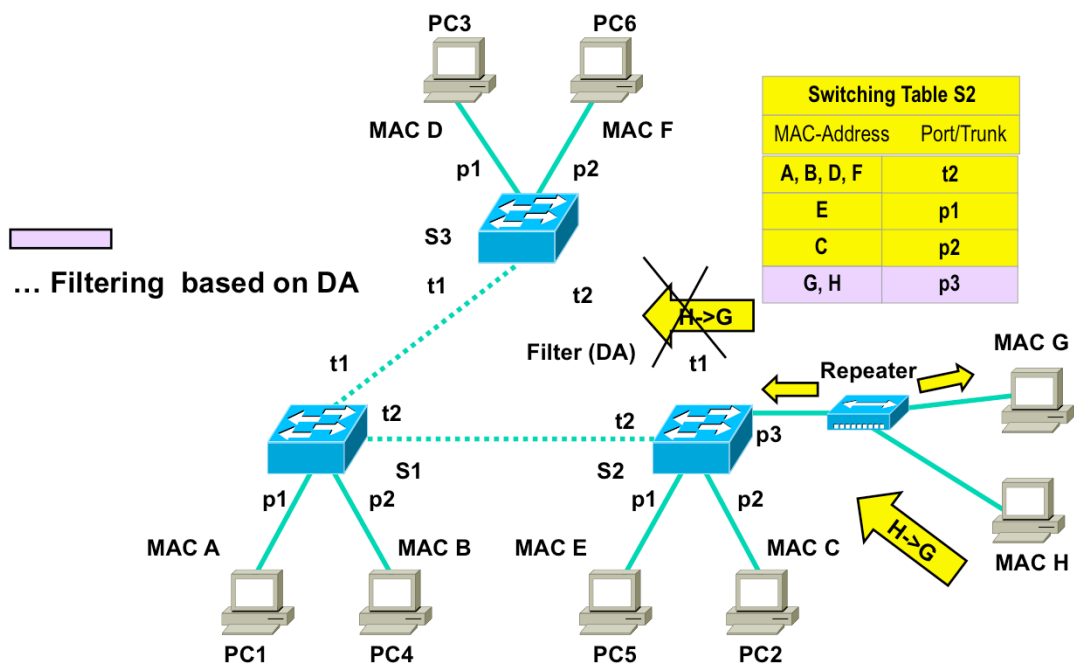 PC3
PC6
MAC D
MAC F
p1
p2
S3
t1
t2
Switching Table S2
MAC-Address Port/Trunk
A, B, D, F t2
E p1
C p2
G, H p3
... Filtering based on DA
H->G
Filter (DA)
t1
t1
Repeater
MAC G
t2
t2
p3
S1
S2
p1
p2
p1
p2
H->G
MAC H
MAC A
MAC B
MAC E
MAC C
PC1
PC4
PC5
PC2